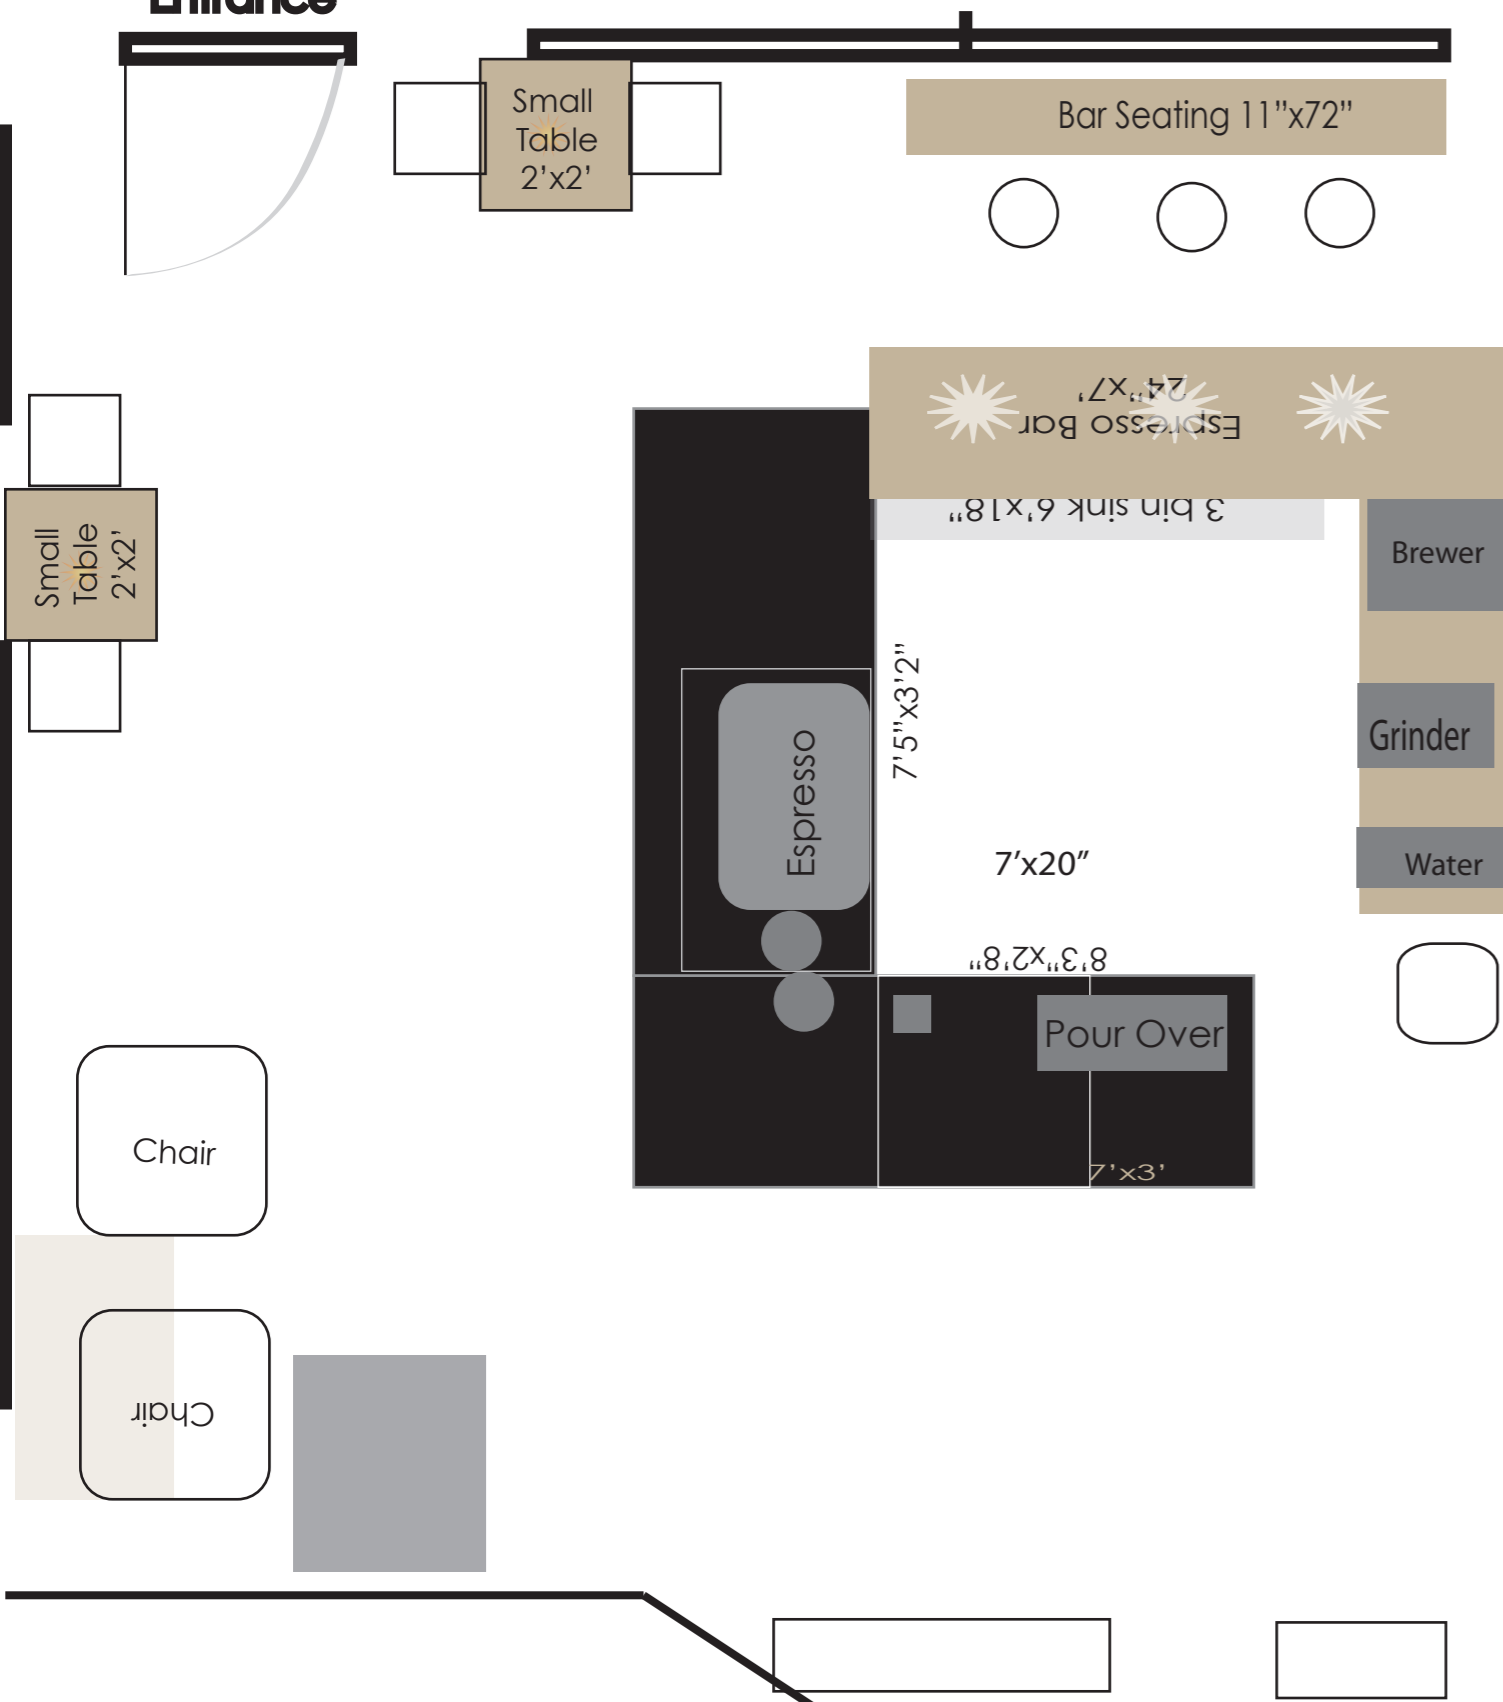 Entrance
Small
Table
2'x2'
Bar Seating 11”x72”
Espresso Bar
24"x7'
3 bin sink 6'x18"
Brewer
Small
Table
2'x2'
7'5"x3'2"
Grinder
Espresso
7’x20”
Water
8'3"x2'8"
Pour Over
Chair
7'x3'
Chair